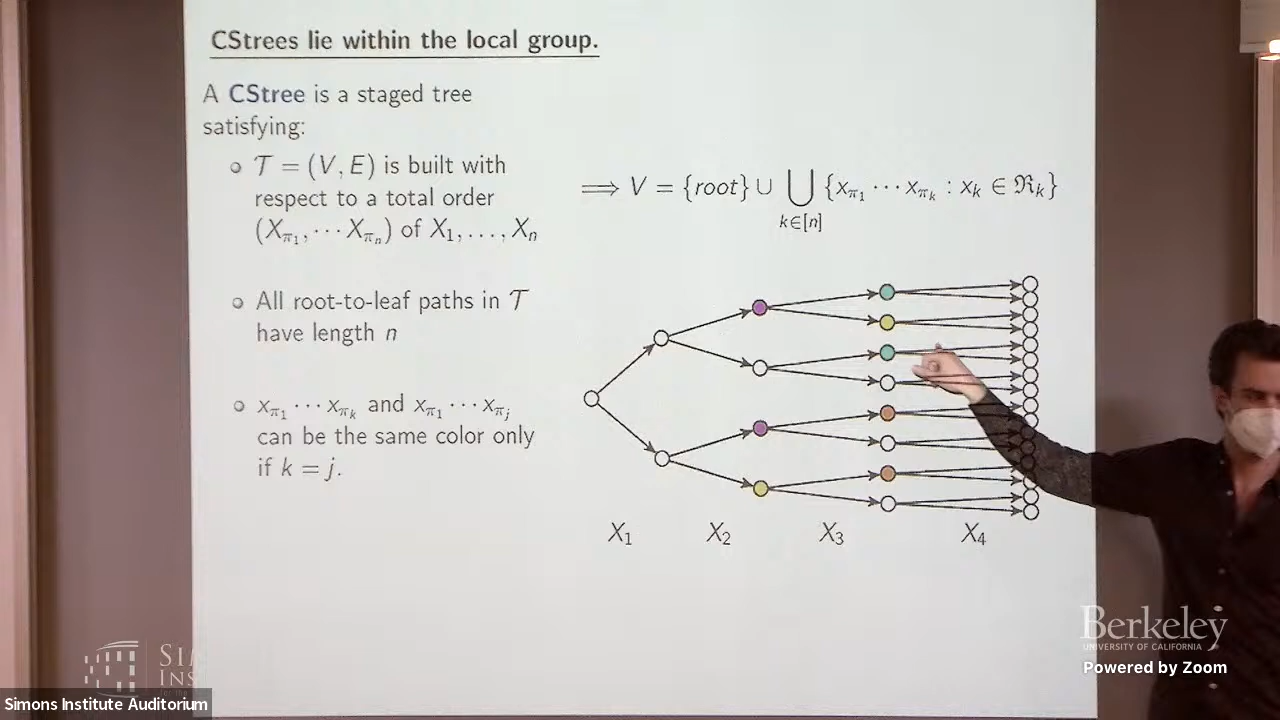 CStrees lie within the local group.
A CStree is a staged tree
satisfying:
𝒯 = (V, E) is built with
respect to a total order
(X_{π_1}, ⋯ X_{π_n}) of X_1, …, X_n
All root-to-leaf paths in 𝒯
have length n
x_{π_1} ⋯ x_{π_k} and x_{π_1} ⋯ x_{π_j}
can be the same color only
if k = j.
⟹ V = {root} ∪ ⋃_{k∈[n]} {x_{π_1} ⋯ x_{π_k} : x_k ∈ ℜ_k}
X_1 X_2 X_3 X_4
Berkeley
UNIVERSITY OF CALIFORNIA
Powered by Zoom
Simons Institute Auditorium